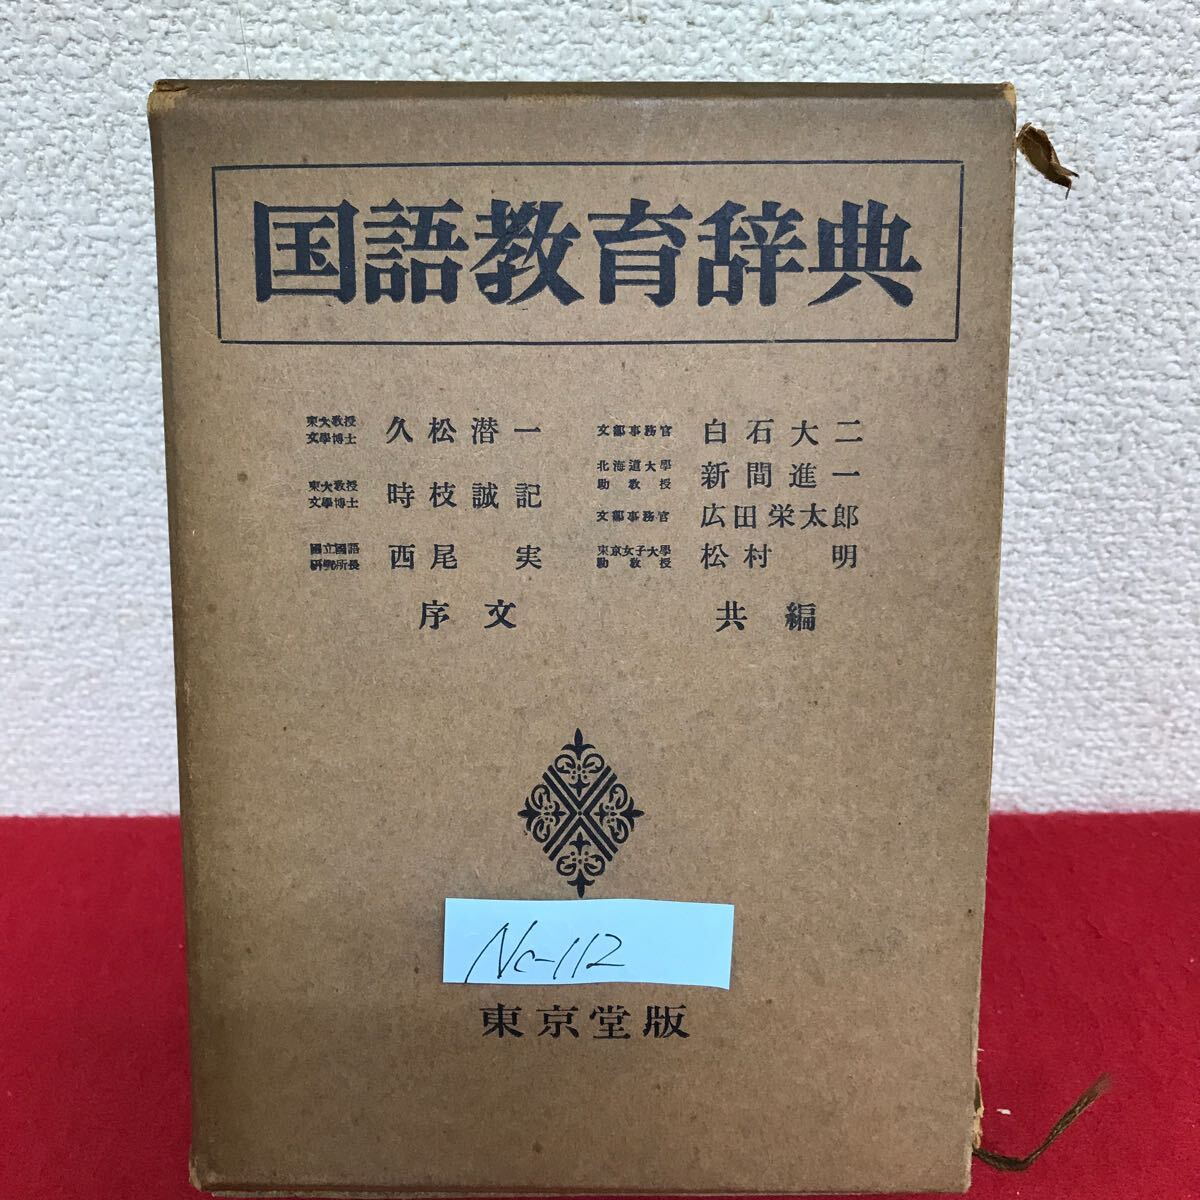 国語教育辞典
東大教授
文學博士
久松潜一
東大教授
文學博士
時枝誠記
國立國語
研究所長
西尾 実
序文
文部事務官
白石大二
北海道大學
助教授
新間進一
文部事務官
広田栄太郎
東京女子大學
助教授
松村 明
共編
Nc-112
東京堂版